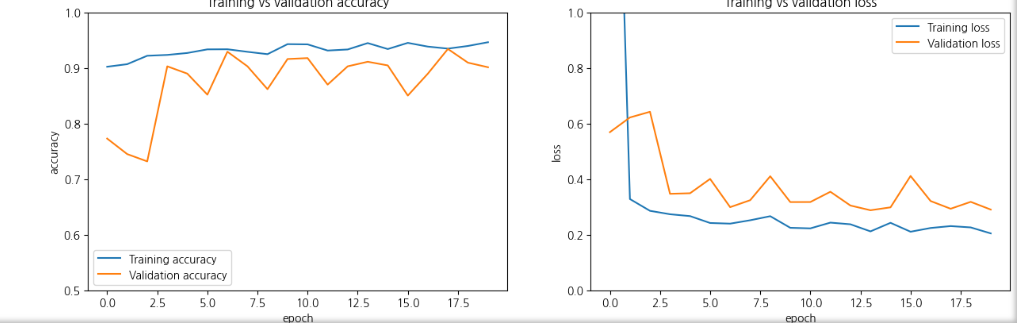 Training vs validation accuracy
1.0
0.9
0.8
0.7
0.6
0.5
accuracy
Training accuracy
Validation accuracy
0.0 2.5 5.0 7.5 10.0 12.5 15.0 17.5
epoch
Training vs validation loss
1.0
0.8
0.6
0.4
0.2
0.0
loss
Training loss
Validation loss
0.0 2.5 5.0 7.5 10.0 12.5 15.0 17.5
epoch